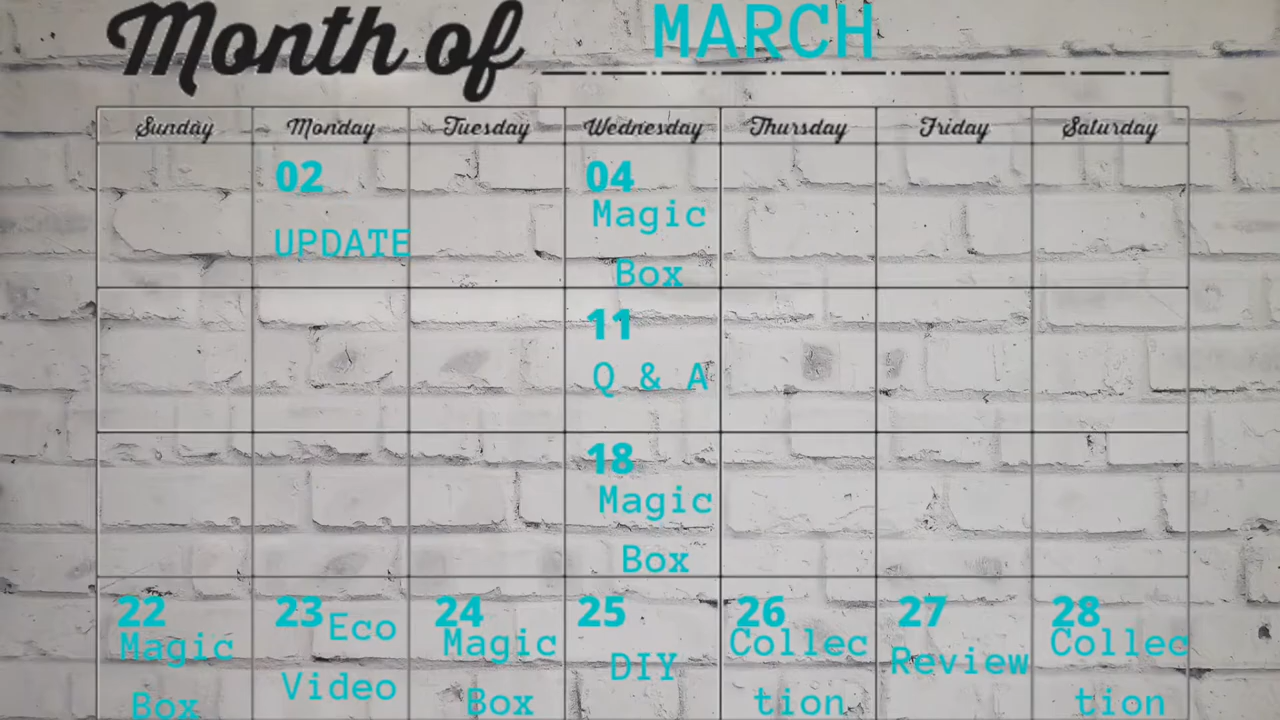 Month of MARCH
Sunday Monday Tuesday Wednesday Thursday Friday Saturday
02
UPDATE
04
Magic
Box
11
Q & A
18
Magic
Box
22
Magic
Box
23 Eco
Video
24
Magic
Box
25
DIY
26
Collec
tion
27
Review
28
Collec
tion